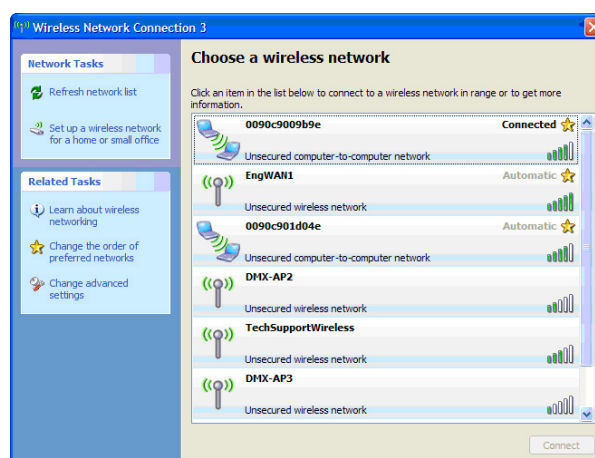 Wireless Network Connection 3
Network Tasks
Refresh network list
Set up a wireless network
for a home or small office
Related Tasks
Learn about wireless
networking
Change the order of
preferred networks
Change advanced
settings
Choose a wireless network
Click an item in the list below to connect to a wireless network in range or to get more
information.
0090c9009b9e Connected
Unsecured computer-to-computer network
EngWAN1 Automatic
Unsecured wireless network
0090c901d04e Automatic
Unsecured computer-to-computer network
DMX-AP2
Unsecured wireless network
TechSupportWireless
Unsecured wireless network
DMX-AP3
Unsecured wireless network
Connect